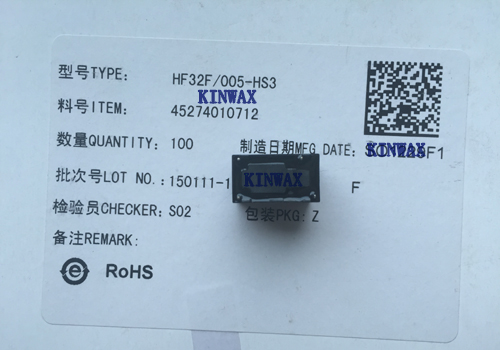 型号TYPE: HF32F/005-HS3
KINWAX
料号ITEM: 45274010712
数量QUANTITY: 100
制造日期MFG DATE:
KINWAX
批次号LOT NO.: 150111-1
KINWAX
F
检验员CHECKER: S02
包装PKG: Z
备注REMARK:
e
RoHS